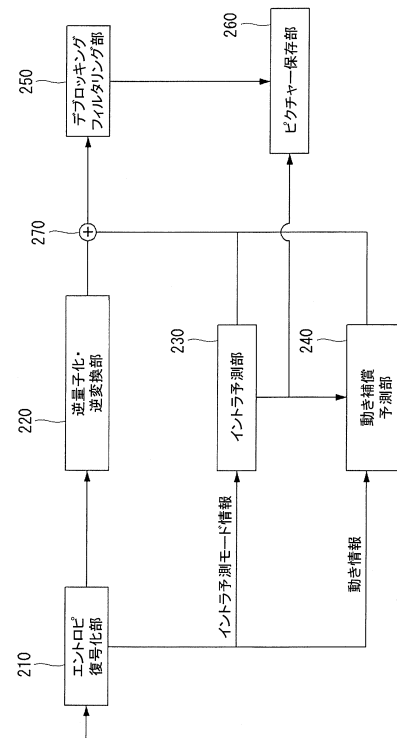 210
エントロピ
復号化部
220
逆量子化・
逆変換部
270
+
250
デブロッキング
フィルタリング部
260
ピクチャー保存部
イントラ予測モード情報
230
イントラ予測部
動き情報
240
動き補償
予測部